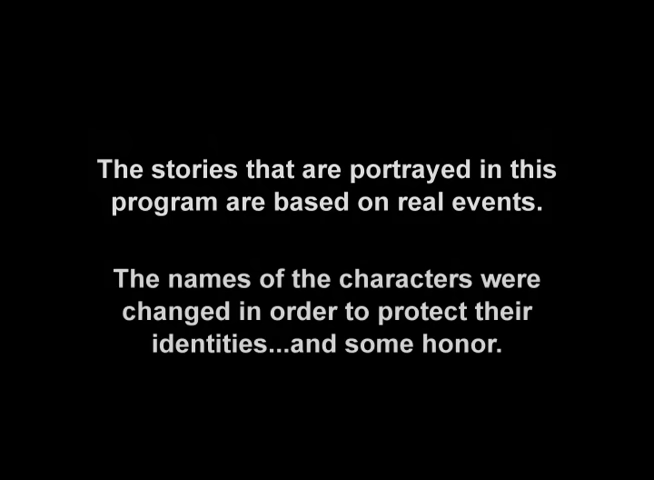 The stories that are portrayed in this
program are based on real events.
The names of the characters were
changed in order to protect their
identities...and some honor.